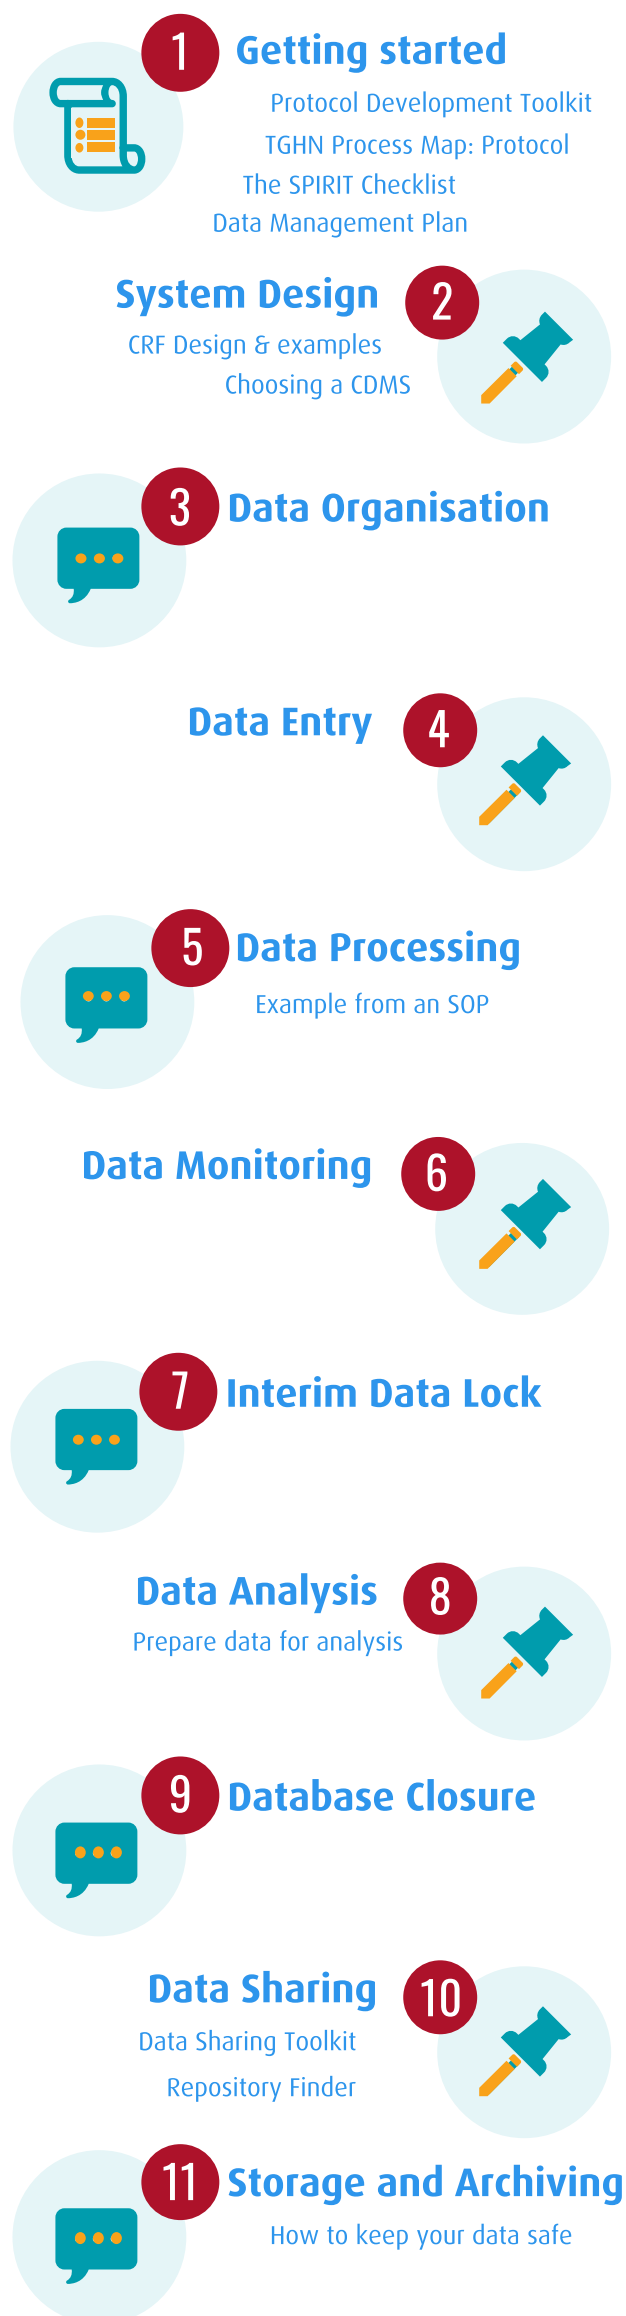 1
Getting started
Protocol Development Toolkit
TGHN Process Map: Protocol
The SPIRIT Checklist
Data Management Plan
System Design
2
CRF Design & examples
Choosing a CDMS
3
Data Organisation
Data Entry
4
5
Data Processing
Example from an SOP
Data Monitoring
6
7
Interim Data Lock
Data Analysis
8
Prepare data for analysis
9
Database Closure
Data Sharing
10
Data Sharing Toolkit
Repository Finder
11
Storage and Archiving
How to keep your data safe